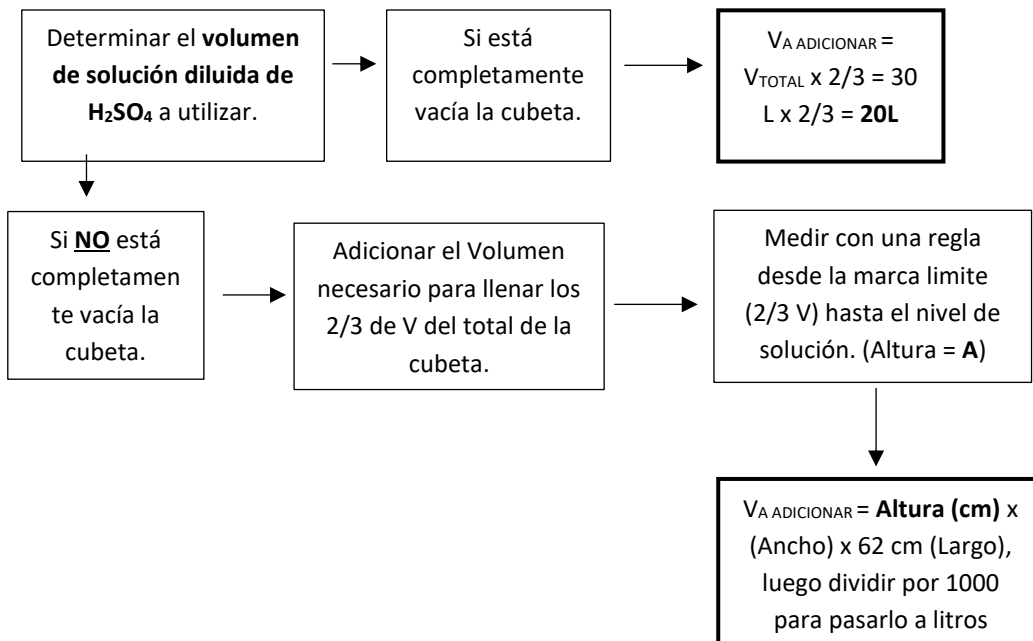 Determinar el volumen
de solución diluida de
H₂SO₄ a utilizar.
Si está
completamente
vacía la cubeta.
VA ADICIONAR =
VTOTAL x 2/3 = 30
L x 2/3 = 20L
Si NO está
completamen
te vacía la
cubeta.
Adicionar el Volumen
necesario para llenar los
2/3 de V del total de la
cubeta.
Medir con una regla
desde la marca limite
(2/3 V) hasta el nivel de
solución. (Altura = A)
VA ADICIONAR = Altura (cm) x
(Ancho) x 62 cm (Largo),
luego dividir por 1000
para pasarlo a litros